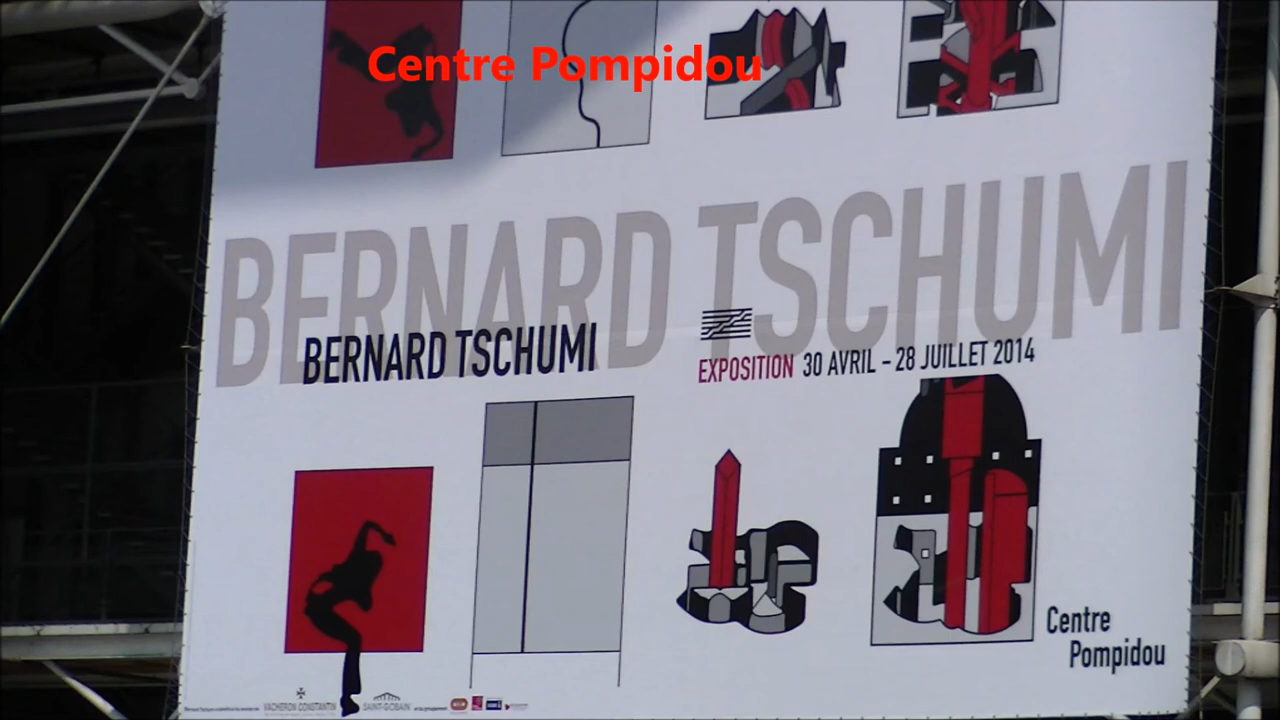 Centre Pompidou
BERNARD TSCHUMI
BERNARD TSCHUMI
EXPOSITION 30 AVRIL – 28 JUILLET 2014
Centre
Pompidou
VACHERON CONSTANTIN
SAINT-GOBAIN